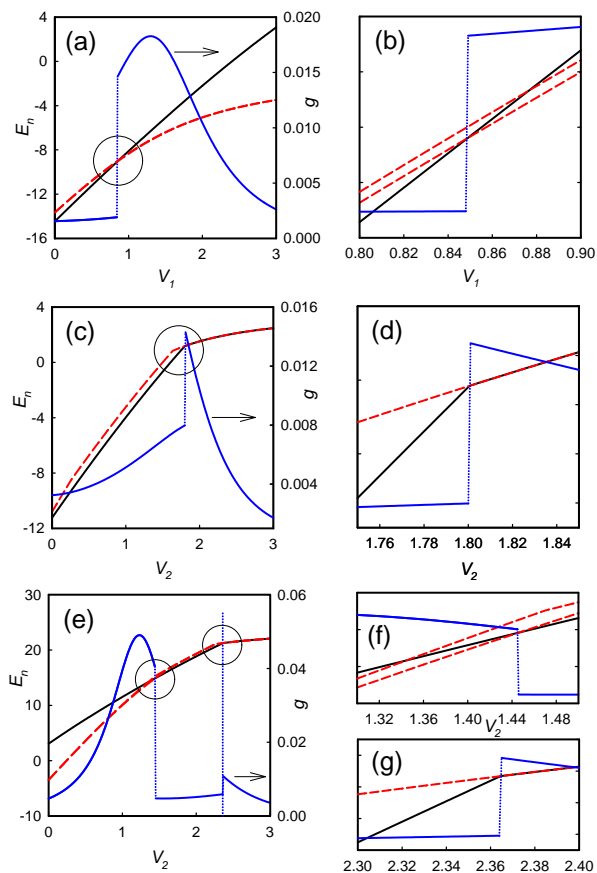 4
0
-4
-8
-12
-16
E_n
(a)
0.020
0.015
0.010
0.005
0.000
g
0 1 2 3
V_1
(b)
0.80 0.82 0.84 0.86 0.88 0.90
V_1
4
0
-4
-8
-12
E_n
(c)
0.016
0.012
0.008
0.004
g
0 1 2 3
V_2
(d)
1.76 1.78 1.80 1.82 1.84
V_2
30
20
10
0
-10
E_n
(e)
0.06
0.04
0.02
0.00
g
0 1 2 3
V_2
(f)
1.32 1.36 1.40 1.44 1.48
V_2
(g)
2.30 2.32 2.34 2.36 2.38 2.40